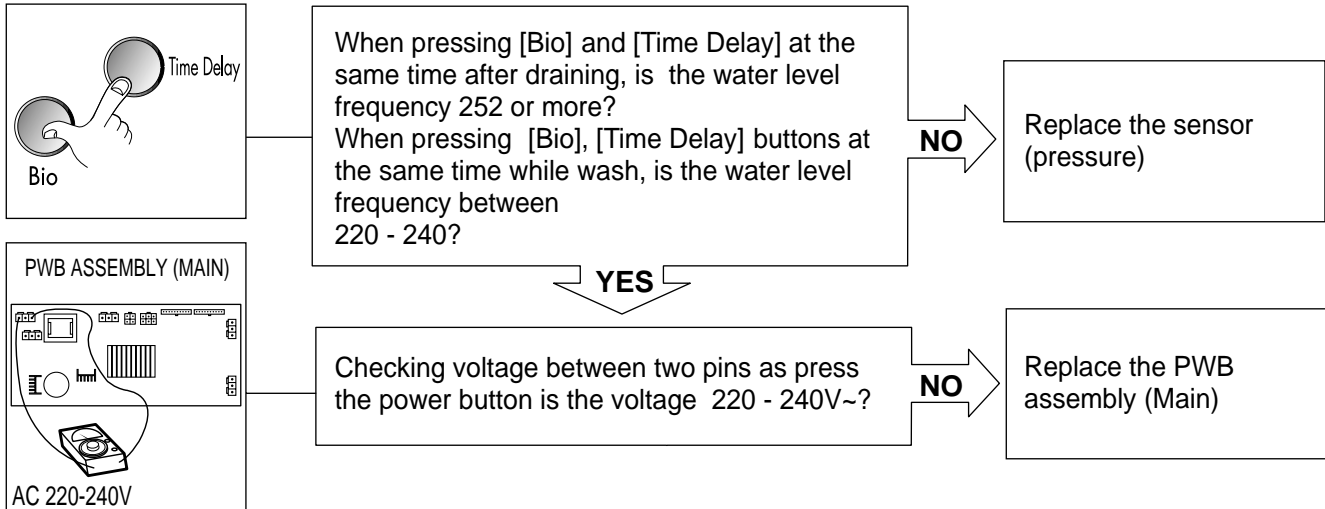 Time Delay
Bio
When pressing [Bio] and [Time Delay] at the
same time after draining, is the water level
frequency 252 or more?
When pressing [Bio], [Time Delay] buttons at
the same time while wash, is the water level
frequency between
220 - 240?
NO
Replace the sensor
(pressure)
YES
PWB ASSEMBLY (MAIN)
AC 220-240V
Checking voltage between two pins as press
the power button is the voltage 220 - 240V~?
NO
Replace the PWB
assembly (Main)